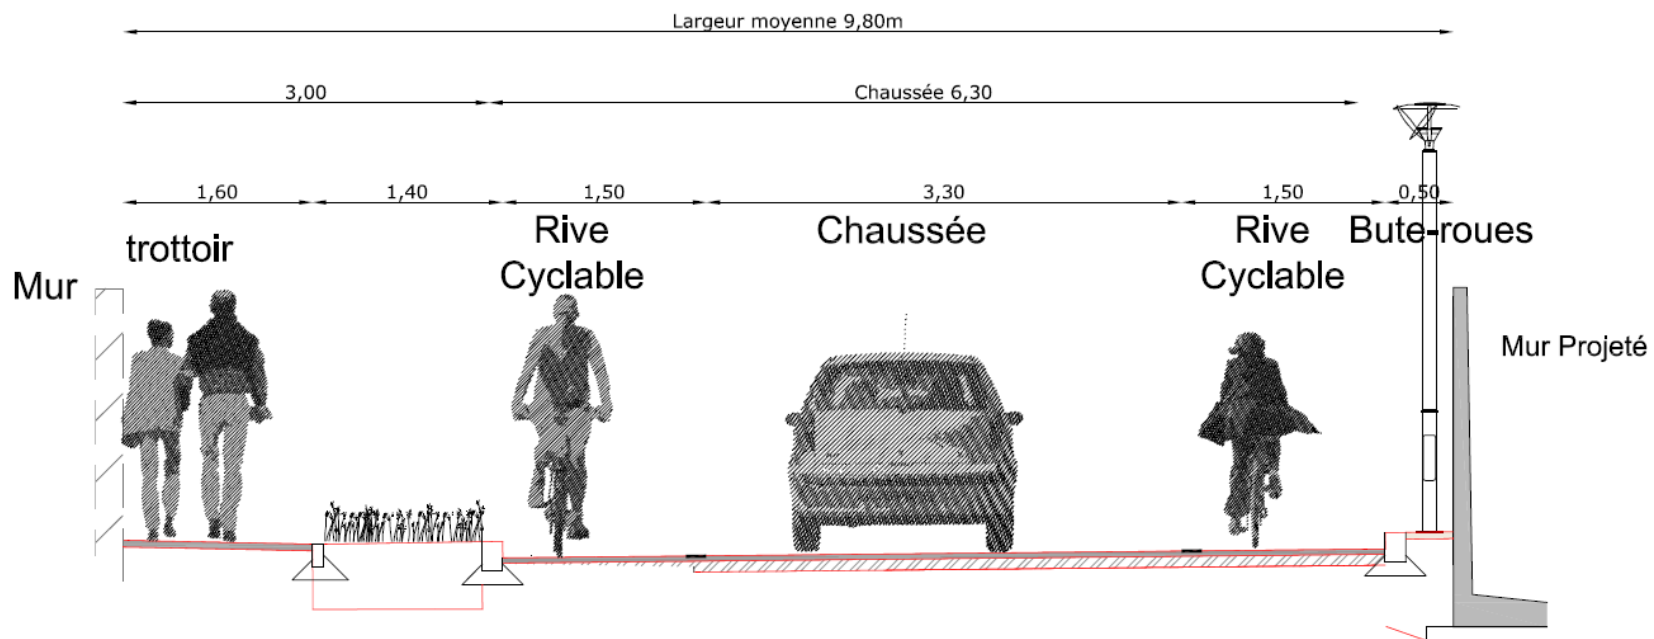 Largeur moyenne 9,80m
3,00
Chaussée 6,30
1,60
1,40
1,50
3,30
1,50
0,50
trottoir
Mur
Rive
Cyclable
Chaussée
Rive
Cyclable
Bute-roues
Mur Projeté